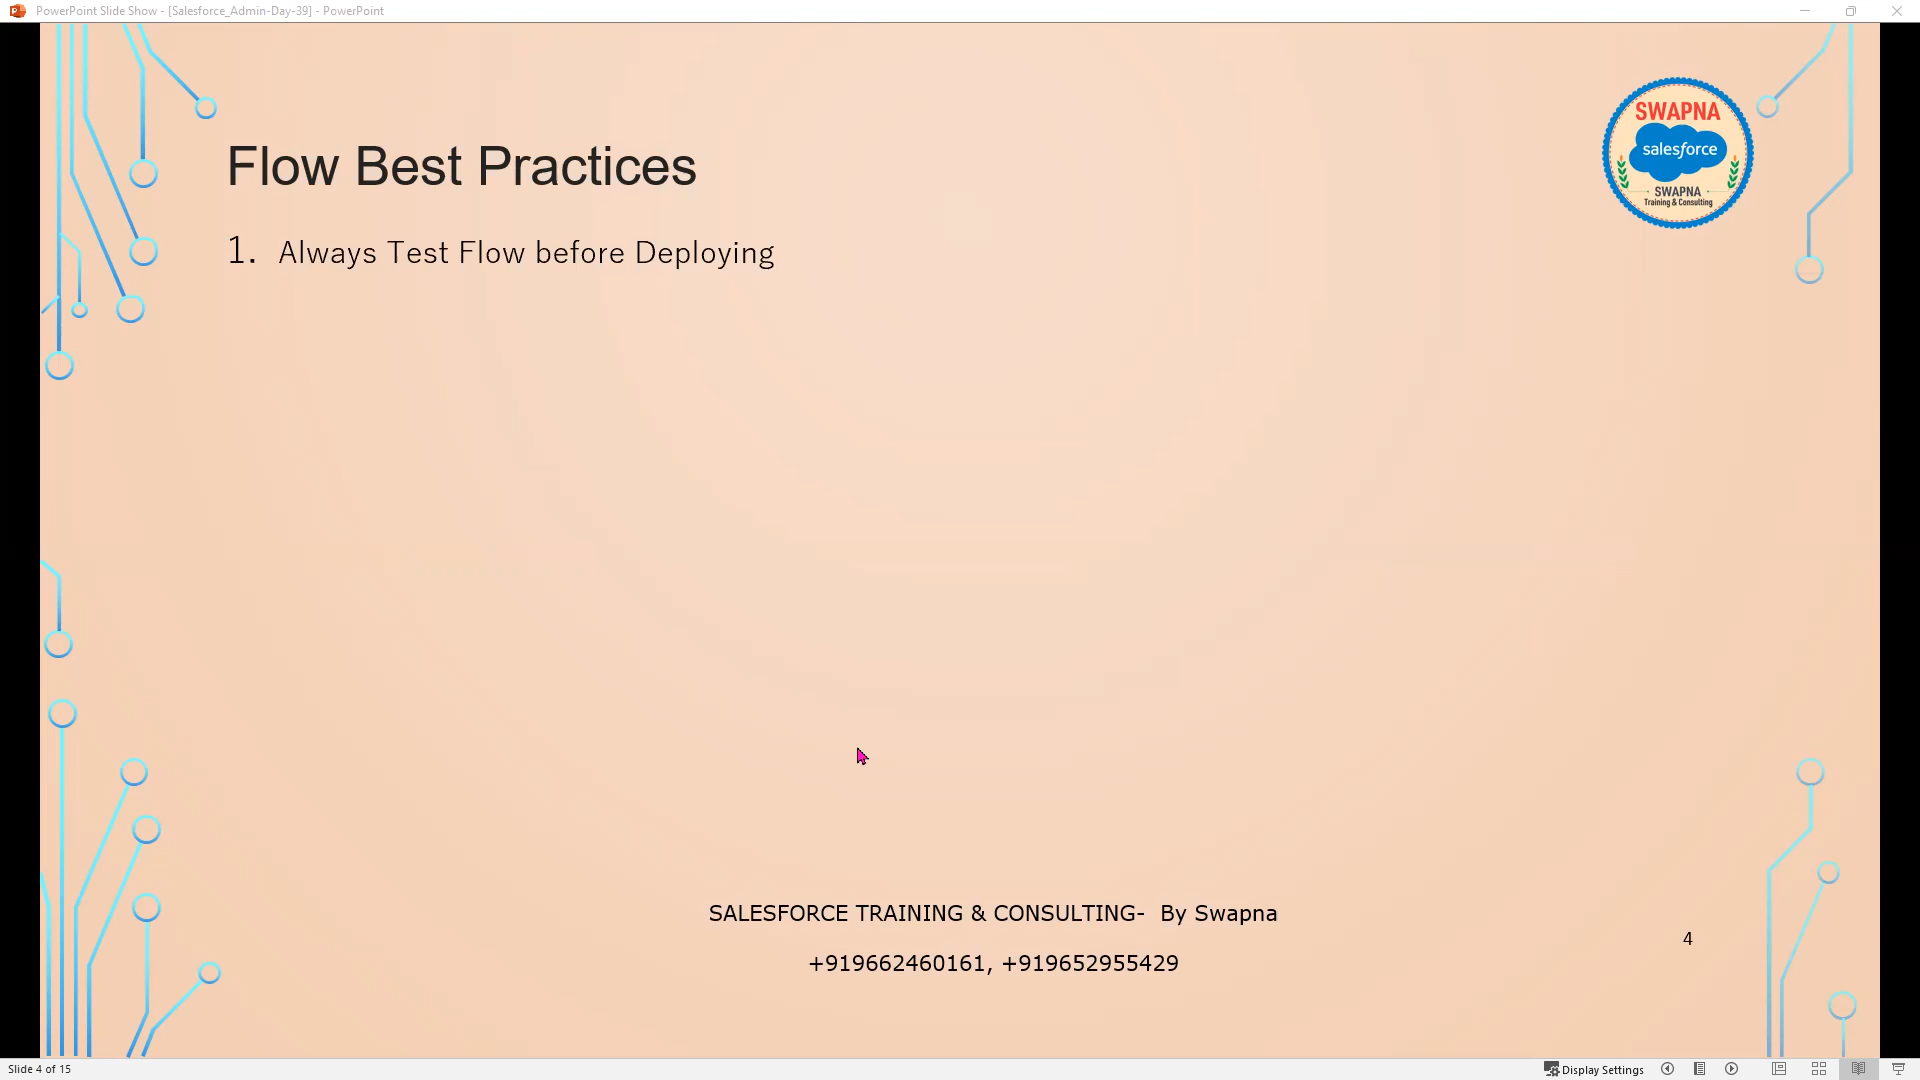 PowerPoint Slide Show - [Salesforce_Admin-Day-39] - PowerPoint
SWAPNA
salesforce
SWAPNA
Training & Consulting
Flow Best Practices
1. Always Test Flow before Deploying
SALESFORCE TRAINING & CONSULTING-  By Swapna
4
+919662460161, +919652955429
Slide 4 of 15
Display Settings